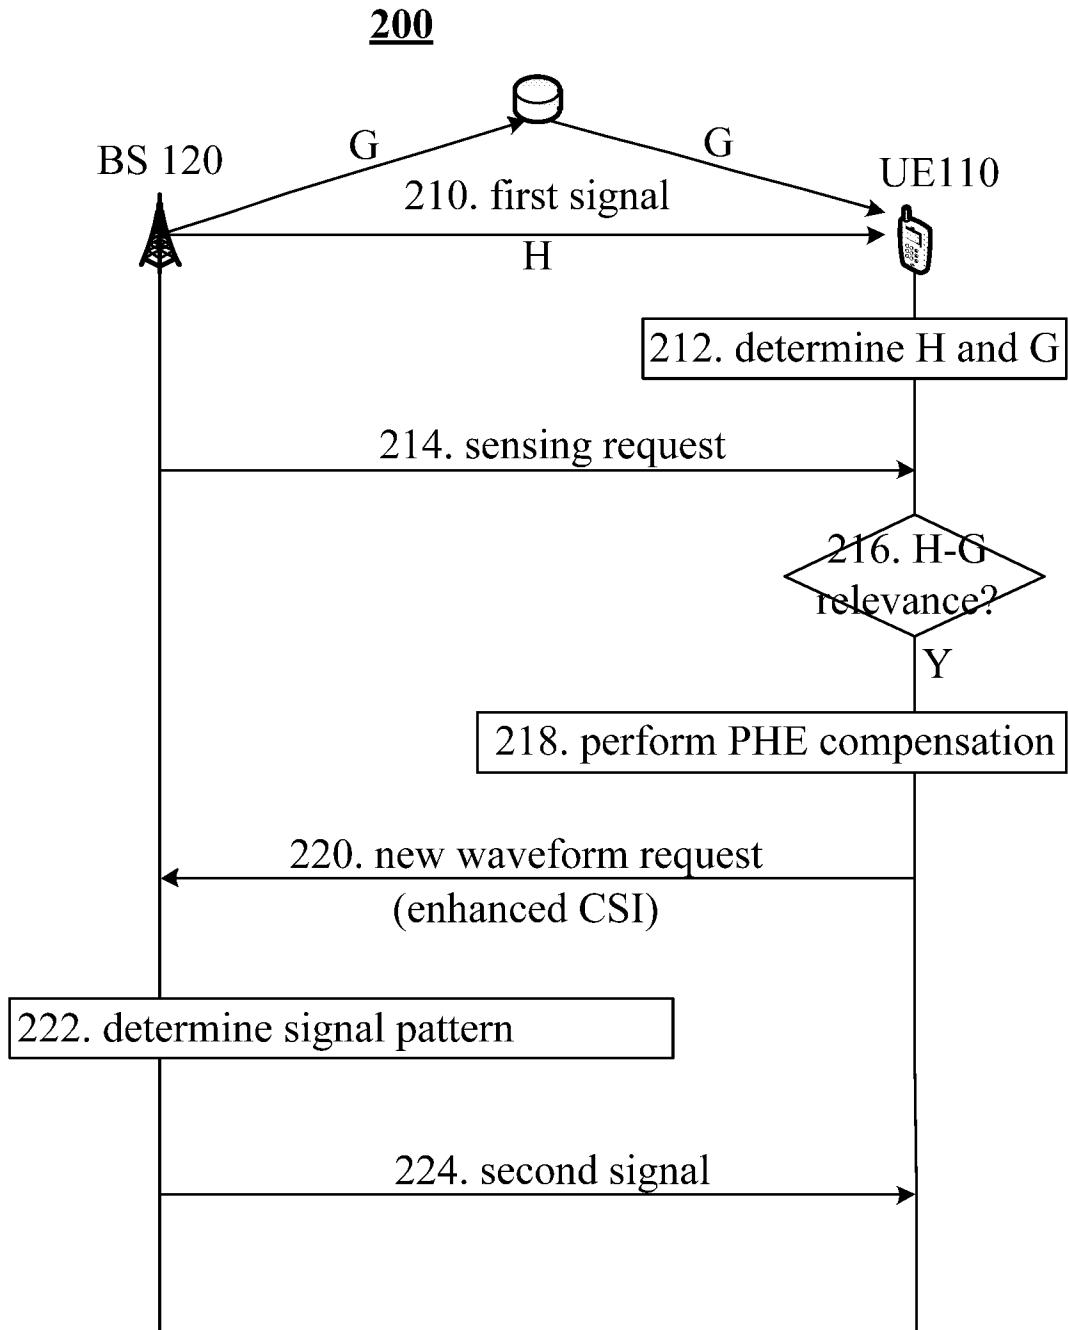 200
G
G
BS 120
UE110
210. first signal
H
212. determine H and G
214. sensing request
216. H-G
relevance?
Y
218. perform PHE compensation
220. new waveform request
(enhanced CSI)
222. determine signal pattern
224. second signal